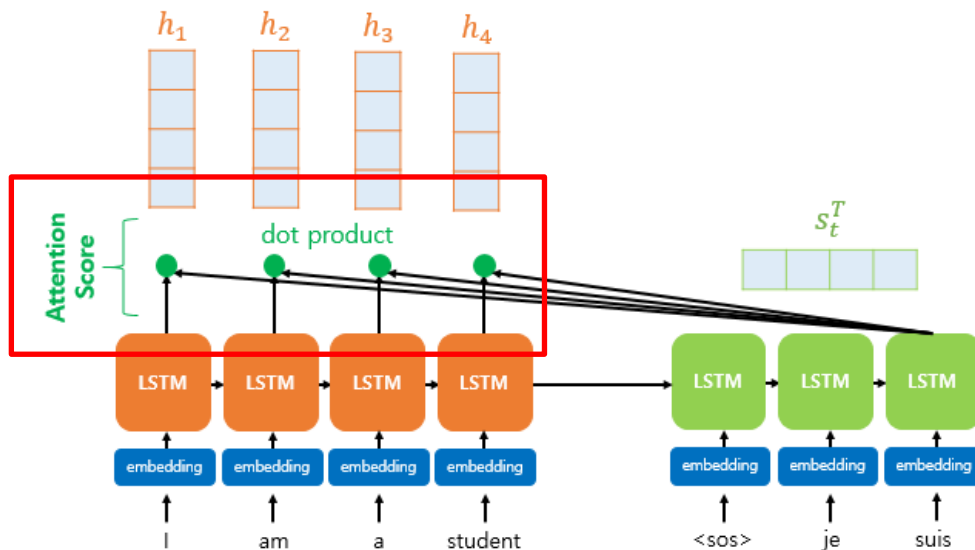 h₁ h₂ h₃ h₄
Attention
Score
dot product
sₜᵀ
LSTM LSTM LSTM LSTM LSTM LSTM LSTM
embedding embedding embedding embedding embedding embedding embedding
I am a student <sos> je suis